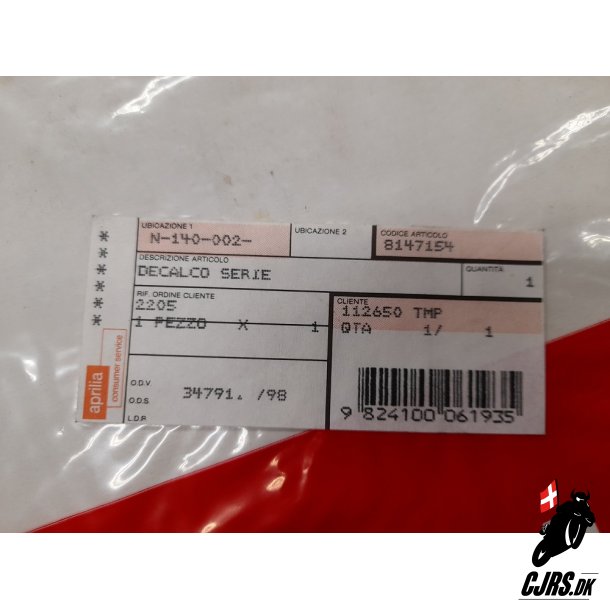 UBICAZIONE 1
N-140-002-
UBICAZIONE 2
CODICE ARTICOLO
8147154
DESCRIZIONE ARTICOLO
DECALCO SERIE
QUANTITÀ
1
RIF. ORDINE CLIENTE
2205
1 PEZZO X 1
CLIENTE
112650 TMP
QTA 1/ 1
O.D.V.
O.D.S. 34791. /98
L.D.P.
9 824100 061935
aprilia
consumer service
* * * * * *
CJRS.DK